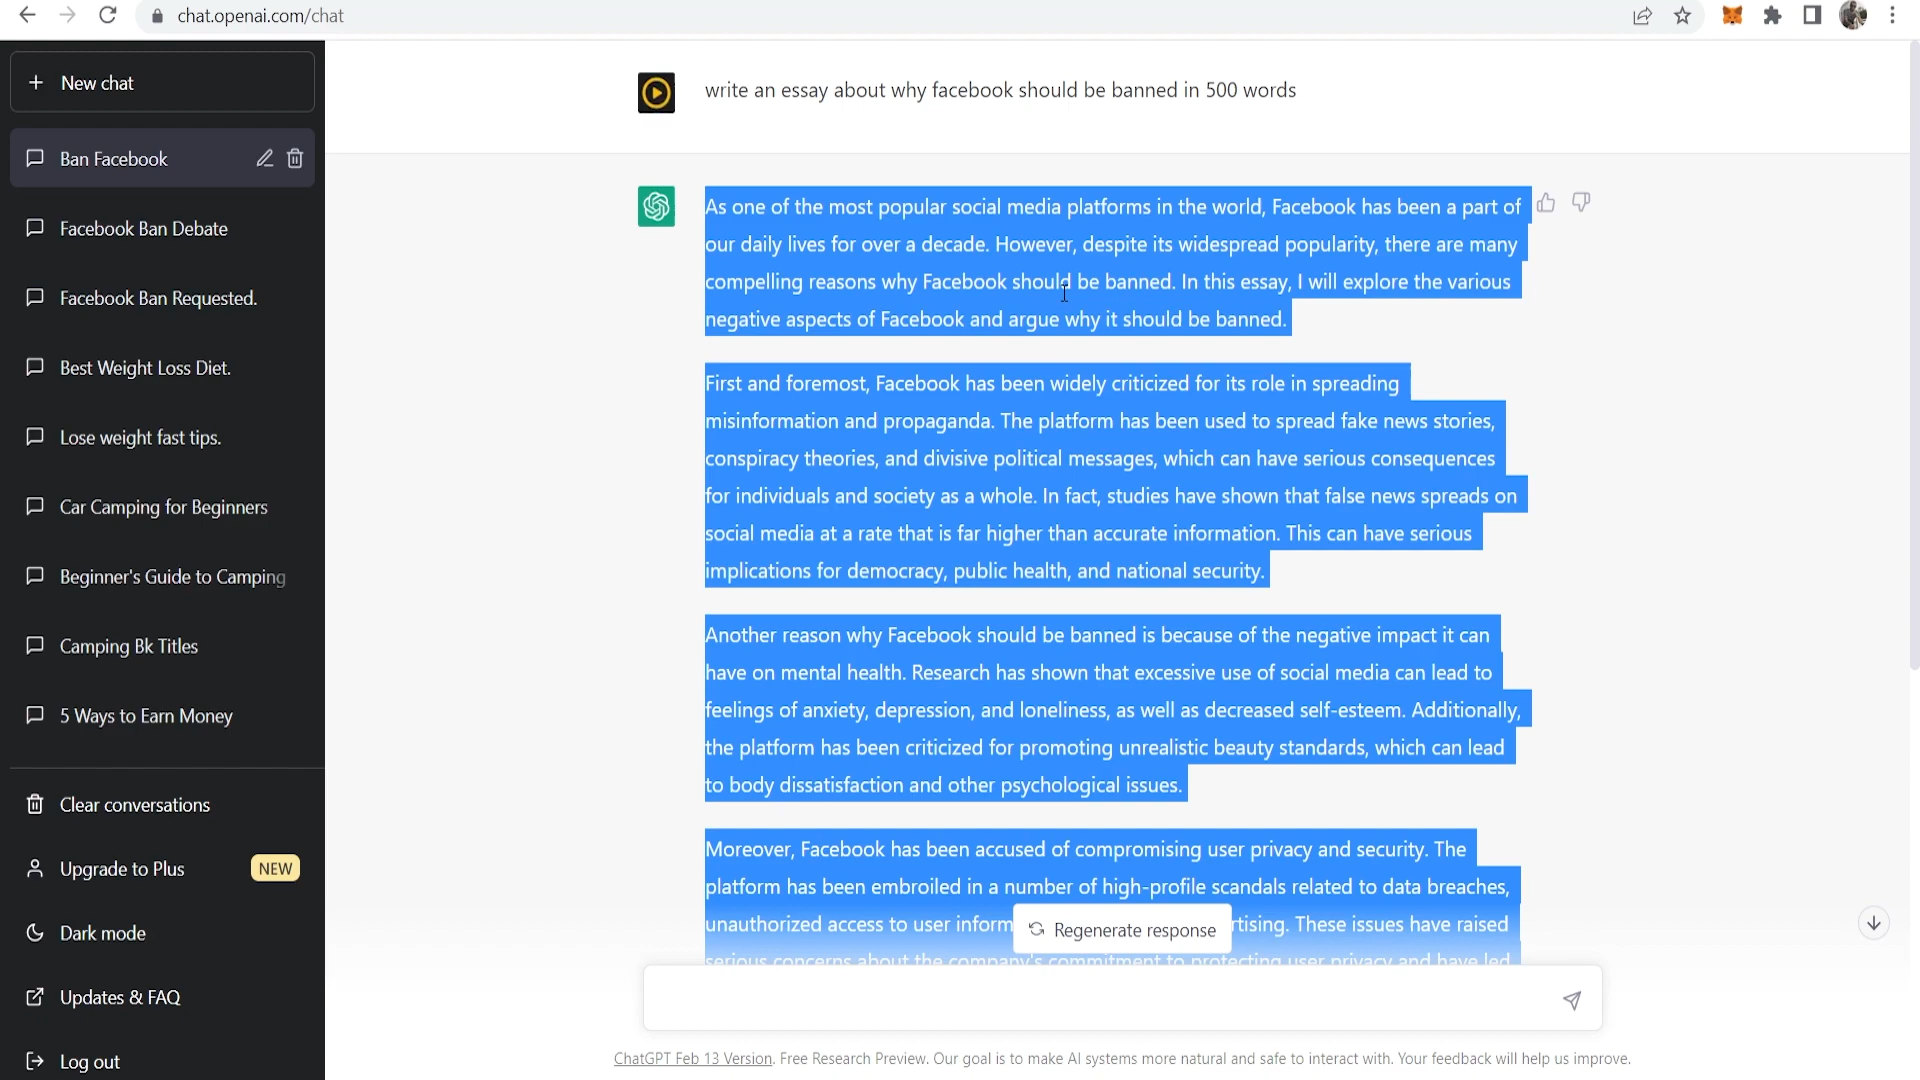 chat.openai.com/chat
New chat
Ban Facebook
Facebook Ban Debate
Facebook Ban Requested.
Best Weight Loss Diet.
Lose weight fast tips.
Car Camping for Beginners
Beginner's Guide to Camping
Camping Bk Titles
5 Ways to Earn Money
Clear conversations
Upgrade to Plus NEW
Dark mode
Updates & FAQ
Log out
write an essay about why facebook should be banned in 500 words
As one of the most popular social media platforms in the world, Facebook has been a part of
our daily lives for over a decade. However, despite its widespread popularity, there are many
compelling reasons why Facebook should be banned. In this essay, I will explore the various
negative aspects of Facebook and argue why it should be banned.
First and foremost, Facebook has been widely criticized for its role in spreading
misinformation and propaganda. The platform has been used to spread fake news stories,
conspiracy theories, and divisive political messages, which can have serious consequences
for individuals and society as a whole. In fact, studies have shown that false news spreads on
social media at a rate that is far higher than accurate information. This can have serious
implications for democracy, public health, and national security.
Another reason why Facebook should be banned is because of the negative impact it can
have on mental health. Research has shown that excessive use of social media can lead to
feelings of anxiety, depression, and loneliness, as well as decreased self-esteem. Additionally,
the platform has been criticized for promoting unrealistic beauty standards, which can lead
to body dissatisfaction and other psychological issues.
Moreover, Facebook has been accused of compromising user privacy and security. The
platform has been embroiled in a number of high-profile scandals related to data breaches,
unauthorized access to user inform rtising. These issues have raised
serious concerns about the company's commitment to protecting user privacy and have led
Regenerate response
ChatGPT Feb 13 Version. Free Research Preview. Our goal is to make AI systems more natural and safe to interact with. Your feedback will help us improve.